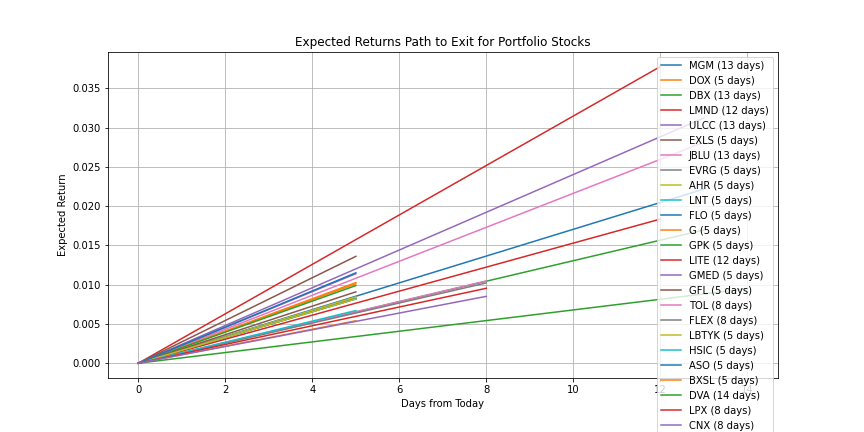 Expected Returns Path to Exit for Portfolio Stocks
Expected Return
0.035
0.030
0.025
0.020
0.015
0.010
0.005
0.000
0
2
4
6
8
10
12
14
Days from Today
MGM (13 days)
DOX (5 days)
DBX (13 days)
LMND (12 days)
ULCC (13 days)
EXLS (5 days)
JBLU (13 days)
EVRG (5 days)
AHR (5 days)
LNT (5 days)
FLO (5 days)
G (5 days)
GPK (5 days)
LITE (12 days)
GMED (5 days)
GFL (5 days)
TOL (8 days)
FLEX (8 days)
LBTYK (5 days)
HSIC (5 days)
ASO (5 days)
BXSL (5 days)
DVA (14 days)
LPX (8 days)
CNX (8 days)